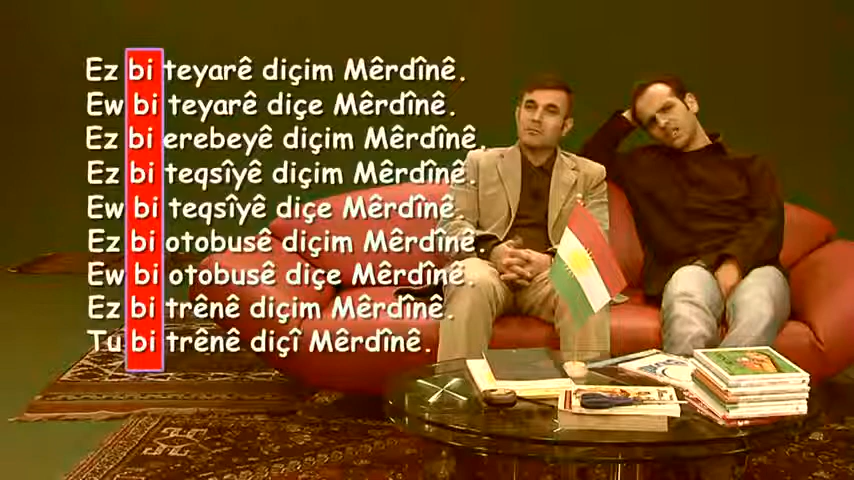 Ez bi teyarê diçim Mêrdînê.
Ew bi teyarê diçe Mêrdînê.
Ez bi erebeyê diçim Mêrdînê.
Ez bi teqsîyê diçim Mêrdînê.
Ew bi teqsîyê diçe Mêrdînê.
Ez bi otobusê diçim Mêrdînê.
Ew bi otobusê diçe Mêrdînê.
Ez bi trênê diçim Mêrdînê.
Tu bi trênê diçî Mêrdînê.